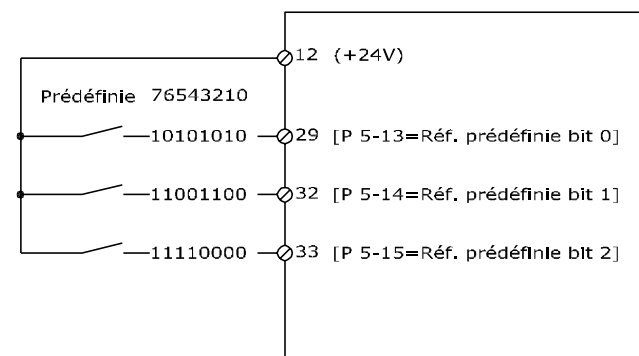 12 (+24V)
Prédéfinie 76543210
10101010 29 [P 5-13=Réf. prédéfinie bit 0]
11001100 32 [P 5-14=Réf. prédéfinie bit 1]
11110000 33 [P 5-15=Réf. prédéfinie bit 2]